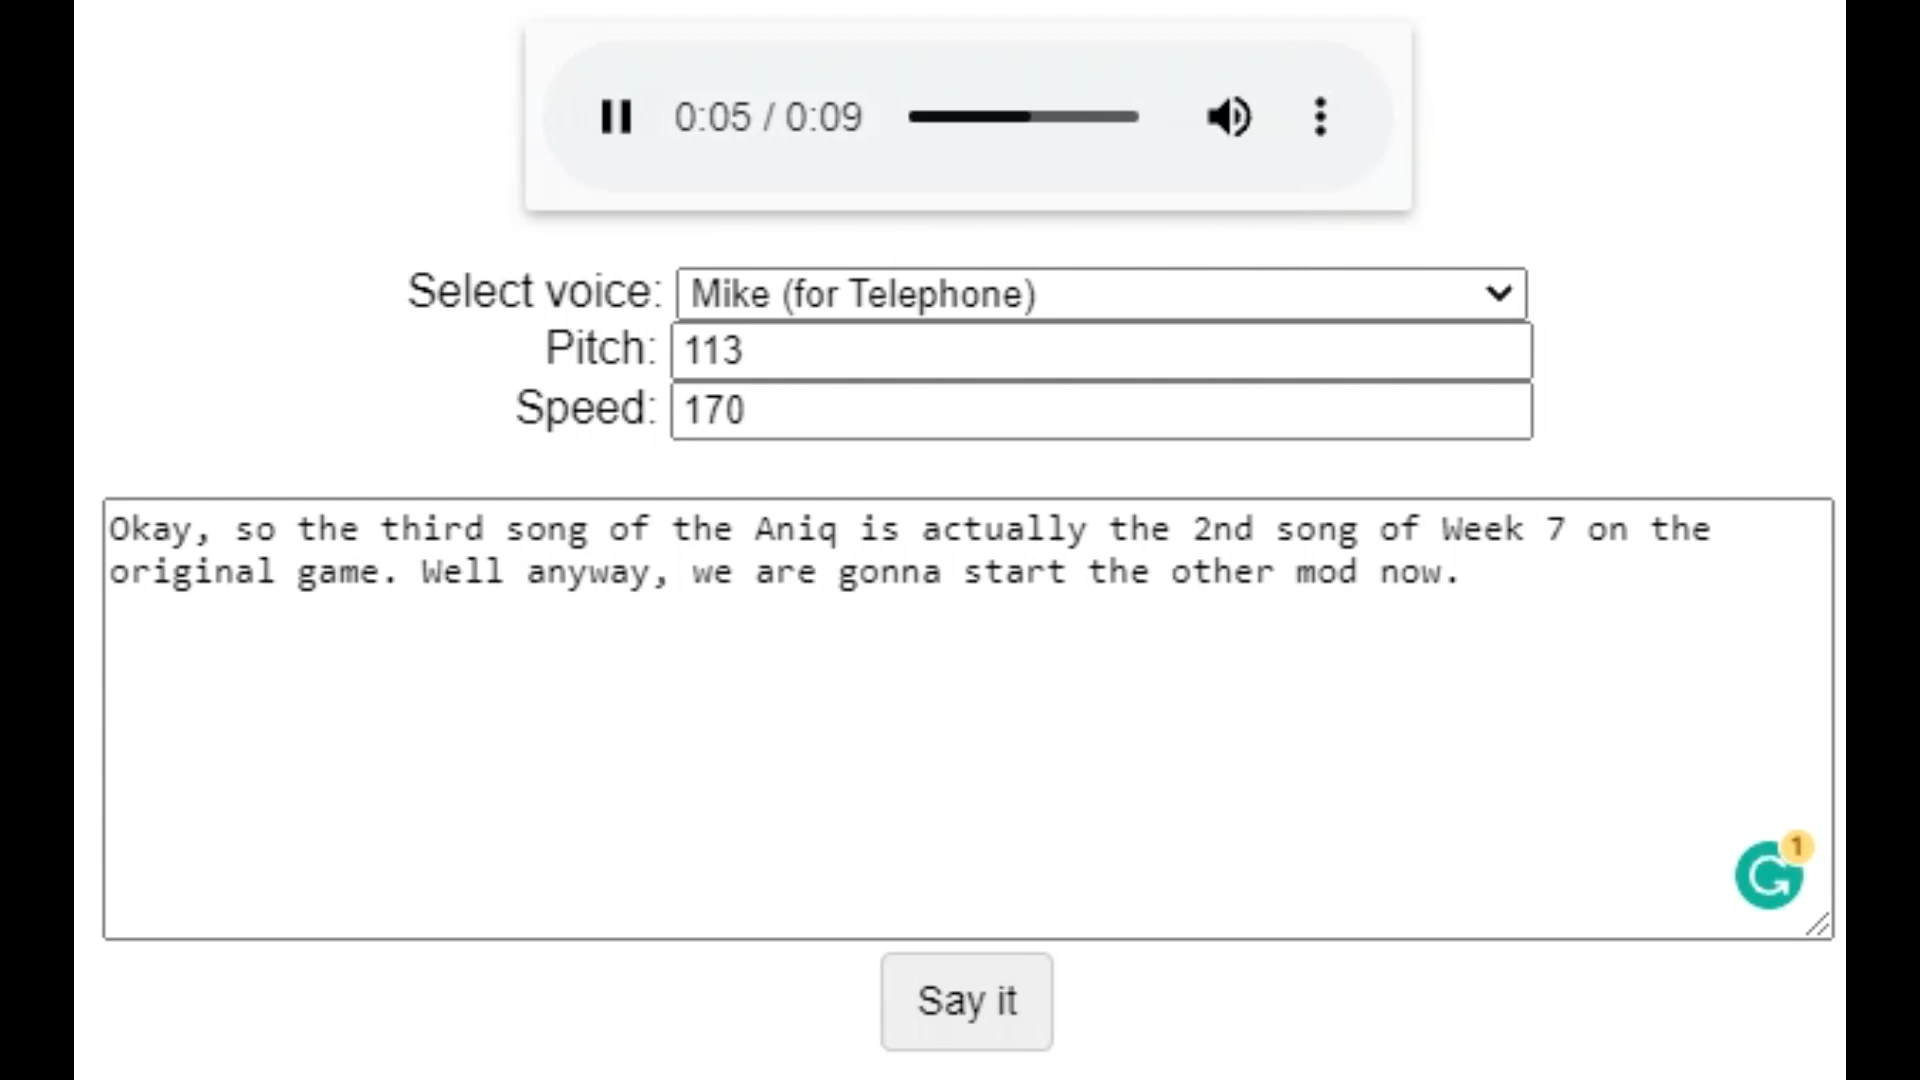 0:05 / 0:09
Select voice: Mike (for Telephone)
Pitch: 113
Speed: 170
Okay, so the third song of the Aniq is actually the 2nd song of Week 7 on the
original game. Well anyway, we are gonna start the other mod now.
1
Say it